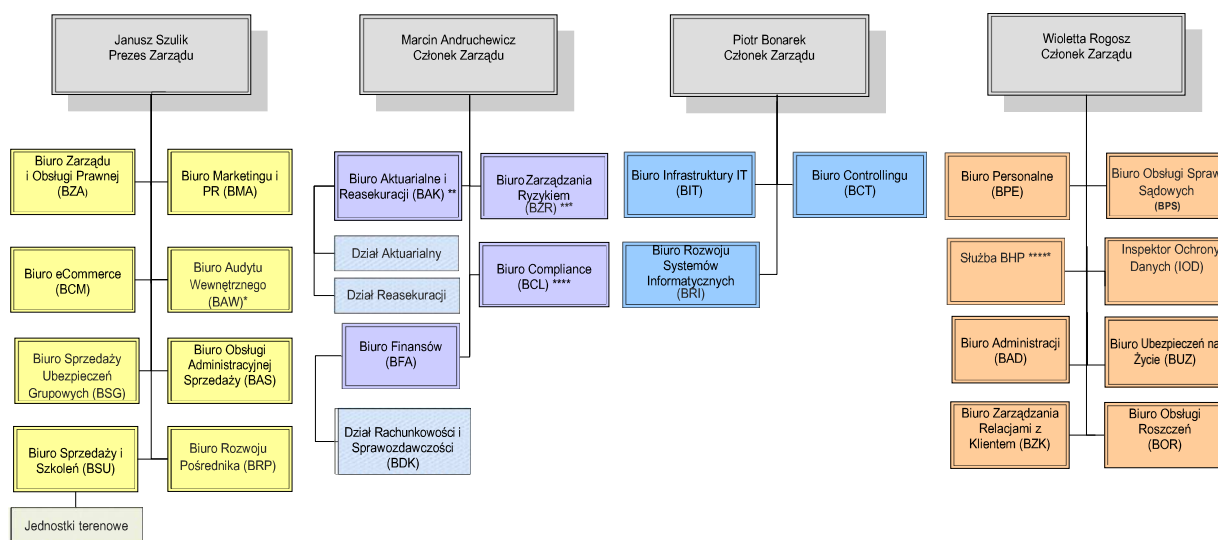 Janusz Szulik
Prezes Zarządu
Marcin Andruchewicz
Członek Zarządu
Piotr Bonarek
Członek Zarządu
Wioletta Rogosz
Członek Zarządu
Biuro Zarządu
i Obsługi Prawnej
(BZA)
Biuro Marketingu i
PR (BMA)
Biuro eCommerce
(BCM)
Biuro Audytu
Wewnętrznego
(BAW)*
Biuro Sprzedaży
Ubezpieczeń
Grupowych (BSG)
Biuro Obsługi
Administracyjnej
Sprzedaży (BAS)
Biuro Sprzedaży i
Szkoleń (BSU)
Biuro Rozwoju
Pośrednika (BRP)
Jednostki terenowe
Biuro Aktuarialne i
Reasekuracji (BAK) **
Biuro Zarządzania
Ryzykiem
(BZR) ***
Dział Aktuarialny
Dział Reasekuracji
Biuro Compliance
(BCL) ****
Biuro Finansów
(BFA)
Dział Rachunkowości i
Sprawozdawczości
(BDK)
Biuro Infrastruktury IT
(BIT)
Biuro Controllingu
(BCT)
Biuro Rozwoju
Systemów
Informatycznych
(BRI)
Biuro Personalne
(BPE)
Biuro Obsługi Spraw
Sądowych
(BPS)
Służba BHP *****
Inspektor Ochrony
Danych (IOD)
Biuro Administracji
(BAD)
Biuro Ubezpieczeń na
Życie (BUZ)
Biuro Zarządzania
Relacjami z
Klientem (BZK)
Biuro Obsługi
Roszczeń
(BOR)